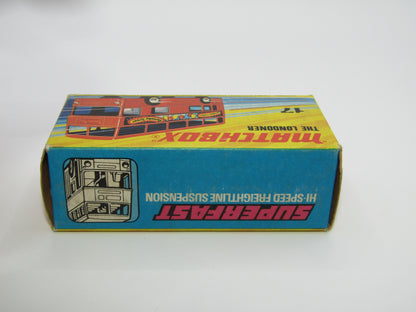 MATCHBOX
17
THE LONDONER
SUPERFAST
HI-SPEED FREIGHTLINE SUSPENSION